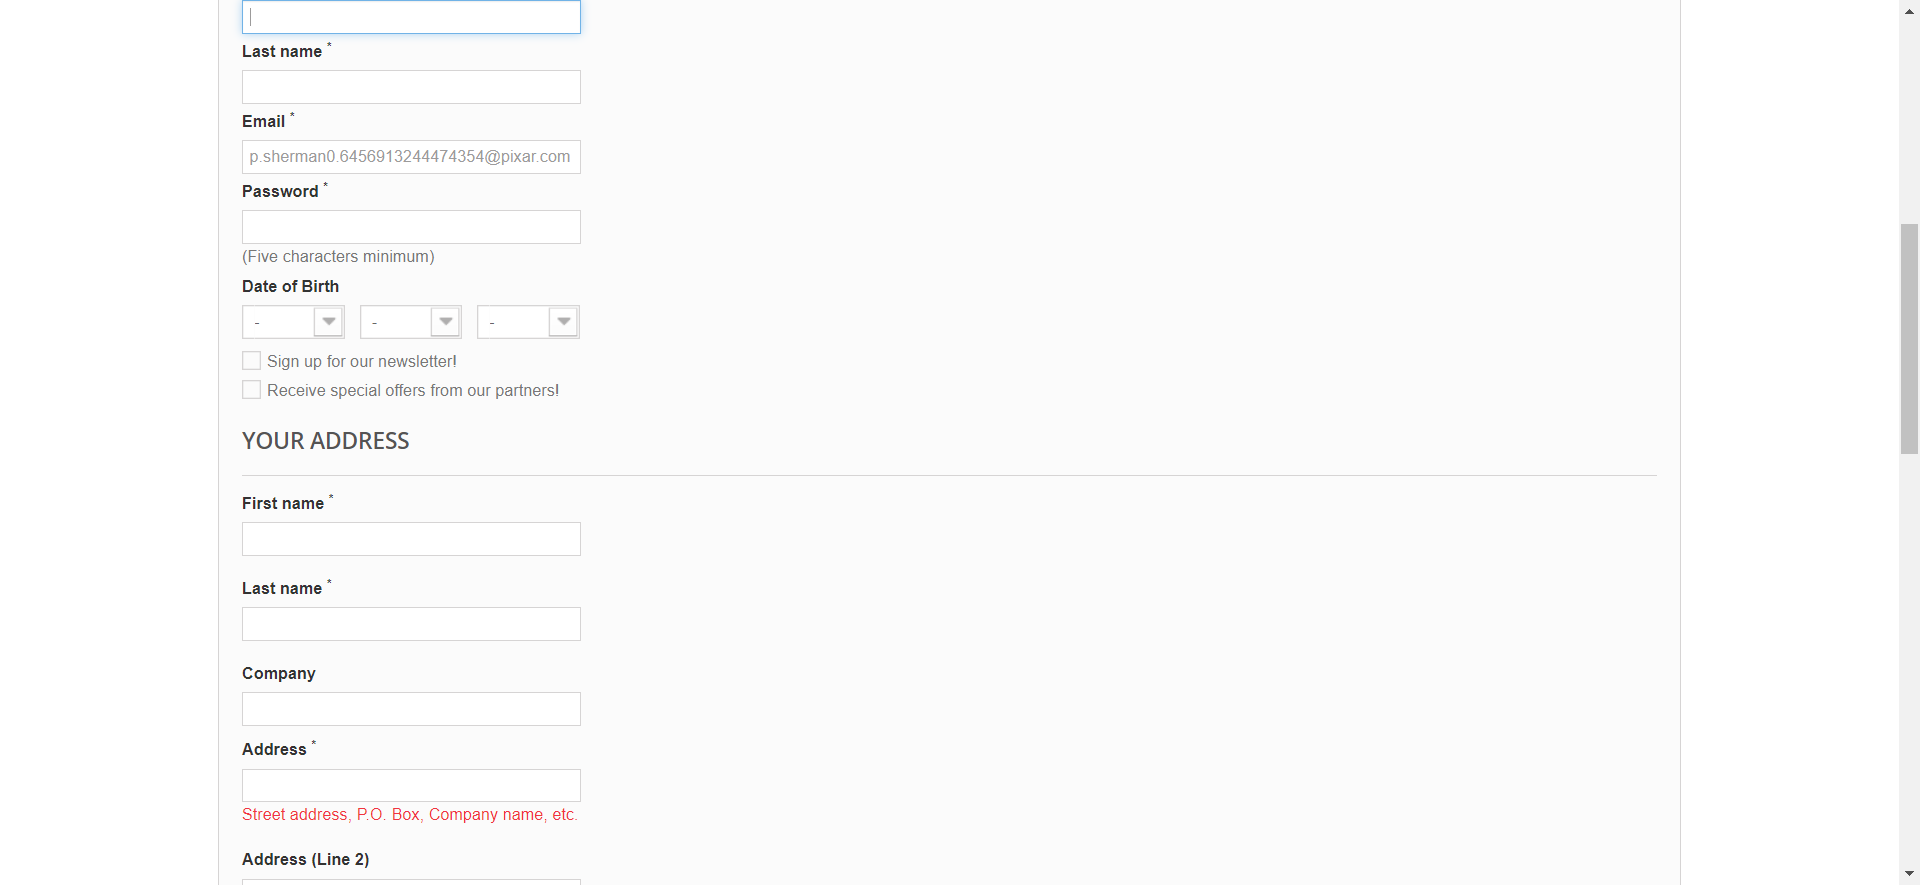 Last name *
Email *
p.sherman0.6456913244474354@pixar.com
Password *
(Five characters minimum)
Date of Birth
- - -
Sign up for our newsletter!
Receive special offers from our partners!
YOUR ADDRESS
First name *
Last name *
Company
Address *
Street address, P.O. Box, Company name, etc.
Address (Line 2)